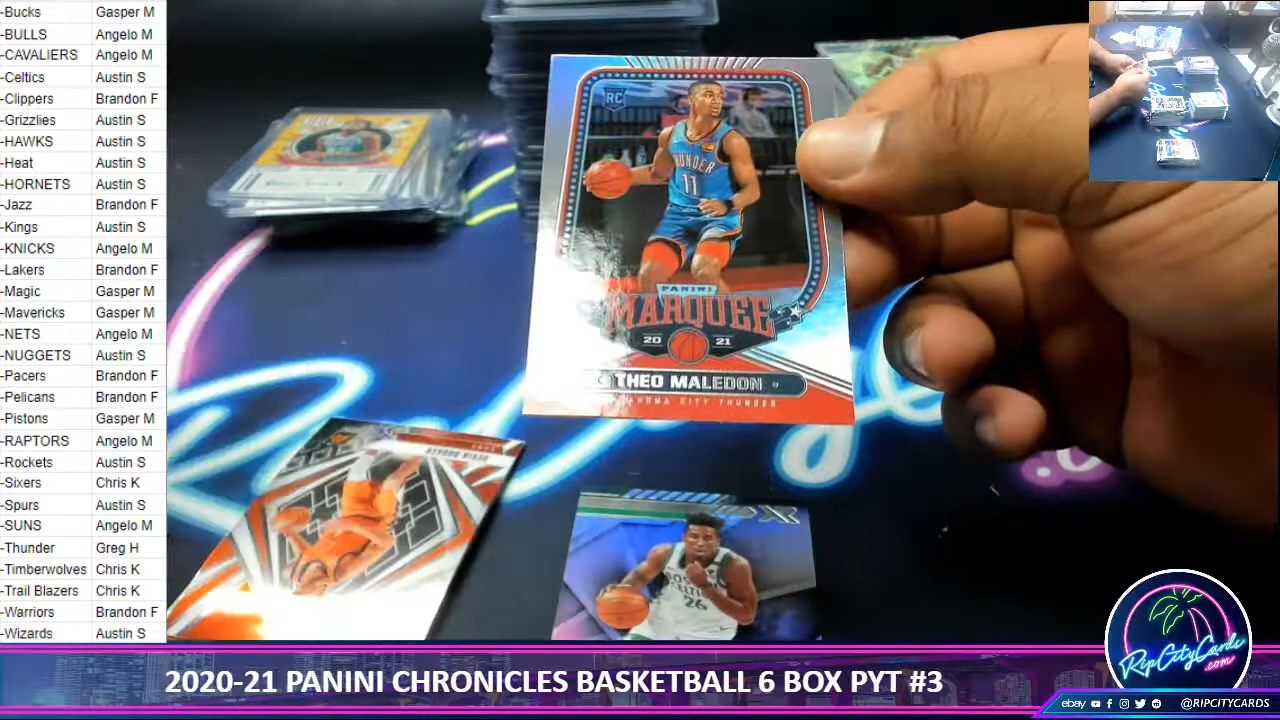 -Bucks Gasper M
-BULLS Angelo M
-CAVALIERS Angelo M
-Celtics Austin S
-Clippers Brandon F
-Grizzlies Austin S
-HAWKS Austin S
-Heat Austin S
-HORNETS Austin S
-Jazz Brandon F
-Kings Austin S
-KNICKS Angelo M
-Lakers Brandon F
-Magic Gasper M
-Mavericks Gasper M
-NETS Angelo M
-NUGGETS Austin S
-Pacers Brandon F
-Pelicans Brandon F
-Pistons Gasper M
-RAPTORS Angelo M
-Rockets Austin S
-Sixers Chris K
-Spurs Austin S
-SUNS Angelo M
-Thunder Greg H
-Timberwolves Chris K
-Trail Blazers Chris K
-Warriors Brandon F
-Wizards Austin S
RC
THUNDER
11
PANINI
MARQUEE
20 21
THEO MALEDON
CITY THUNDER
26
RipCityCards
.com
2020-21 PANINI CHRONICLES BASKETBALL 6 BOX PYT #3
ebay @RIPCITYCARDS